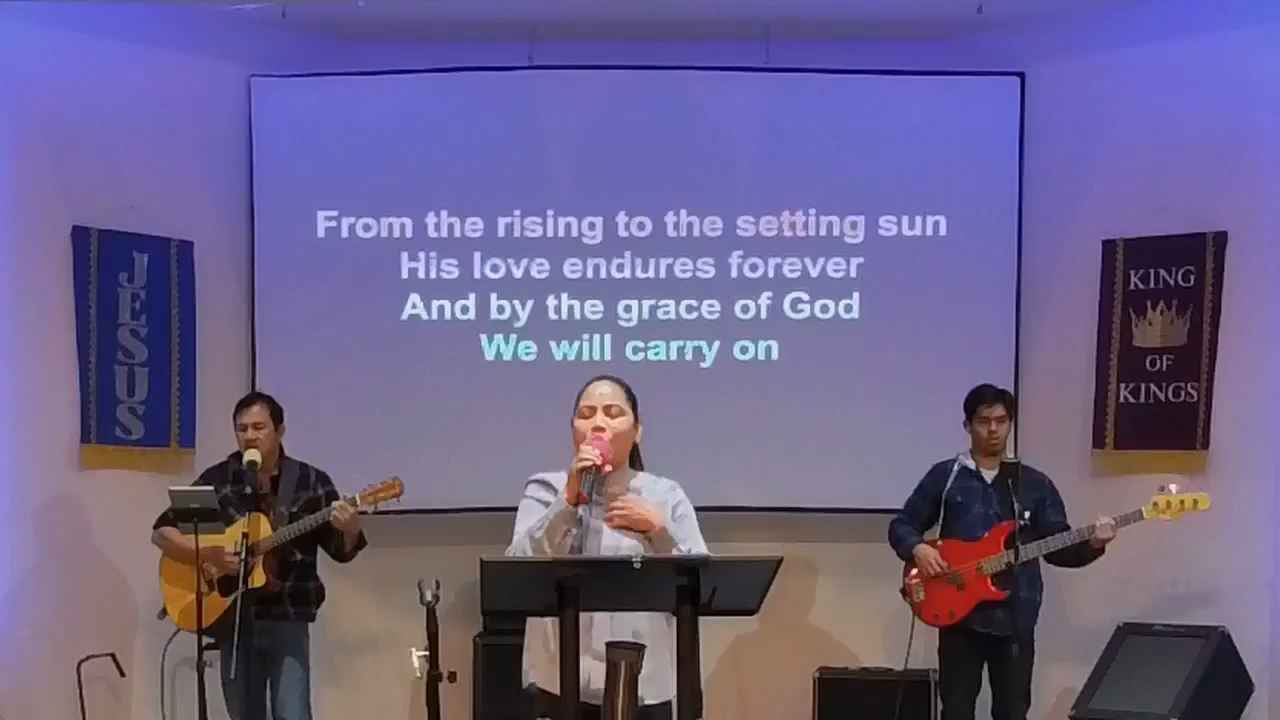 From the rising to the setting sun
His love endures forever
And by the grace of God
We will carry on
JESUS
KING
OF
KINGS